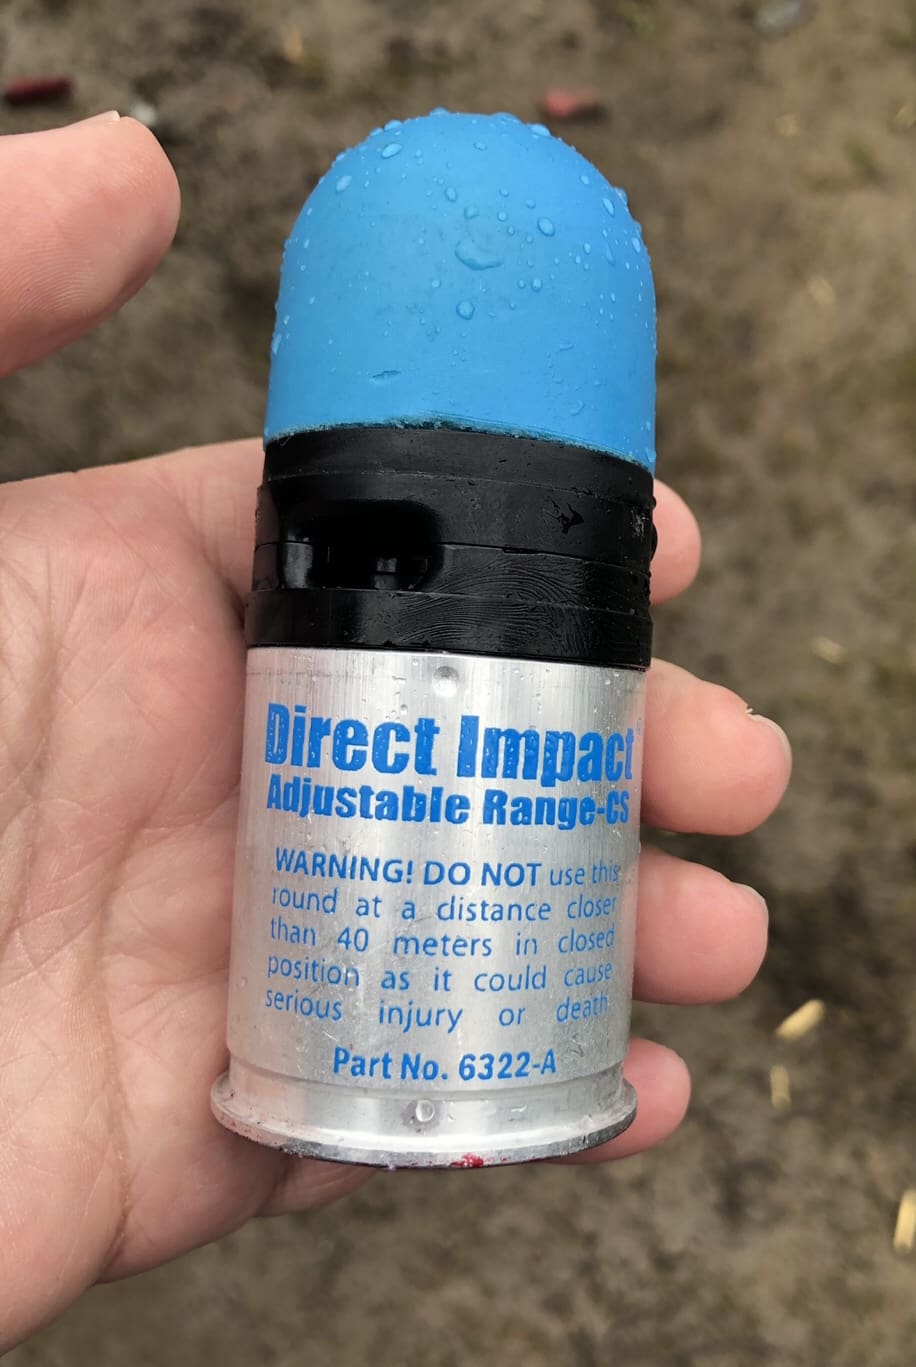 Direct Impact®
Adjustable Range-CS
WARNING! DO NOT use this
round at a distance closer
than 40 meters in closed
position as it could cause
serious injury or death.
Part No. 6322-A